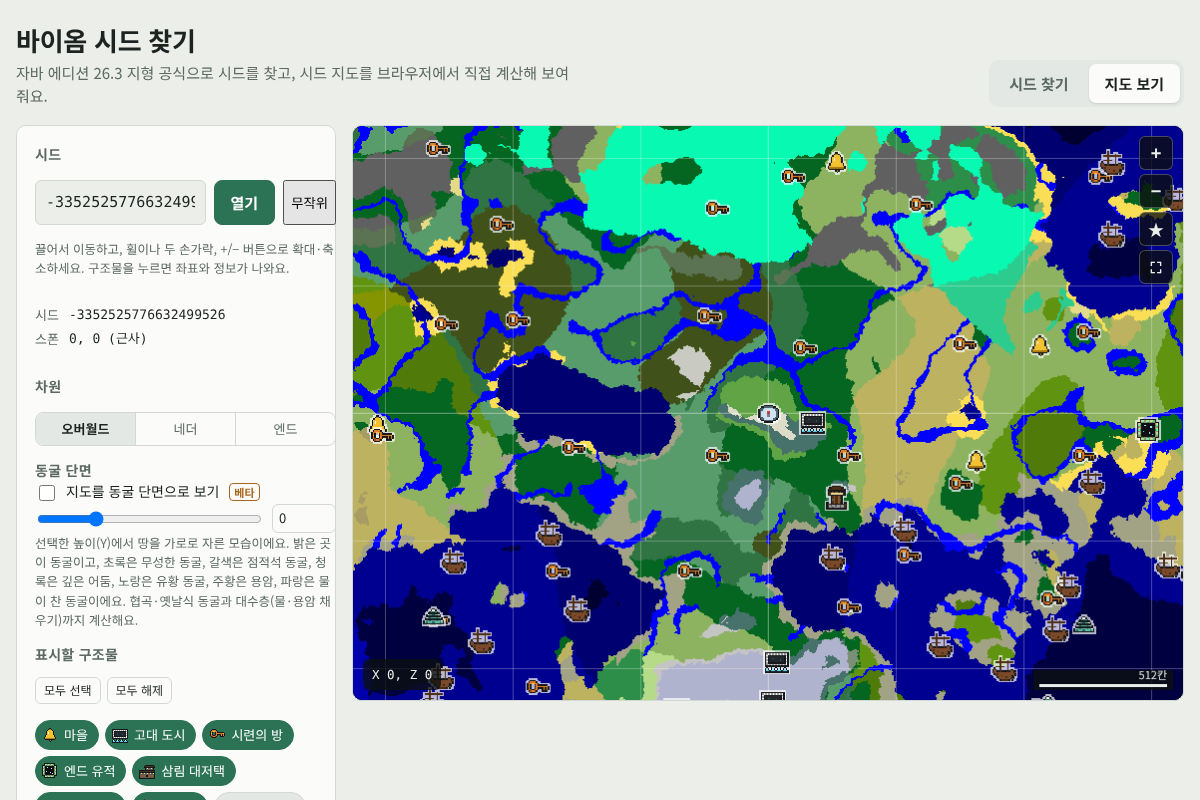 바이옴 시드 찾기
자바 에디션 26.3 지형 공식으로 시드를 찾고, 시드 지도를 브라우저에서 직접 계산해 보여
줘요.
시드 찾기
지도 보기
시드
열기
무작위
끌어서 이동하고, 휠이나 두 손가락, +/− 버튼으로 확대·축
소하세요. 구조물을 누르면 좌표와 정보가 나와요.
시드 -3352525776632499526
스폰 0, 0 (근사)
차원
오버월드
네더
엔드
동굴 단면
지도를 동굴 단면으로 보기 베타
0
선택한 높이(Y)에서 땅을 가로로 자른 모습이에요. 밝은 곳
이 동굴이고, 초록은 무성한 동굴, 갈색은 점적석 동굴, 청
록은 깊은 어둠, 노랑은 유황 동굴, 주황은 용암, 파랑은 물
이 찬 동굴이에요. 협곡·옛날식 동굴과 대수층(물·용암 채
우기)까지 계산해요.
표시할 구조물
모두 선택
모두 해제
마을
고대 도시
시련의 방
엔드 유적
삼림 대저택
+
−
★
X 0, Z 0
512칸